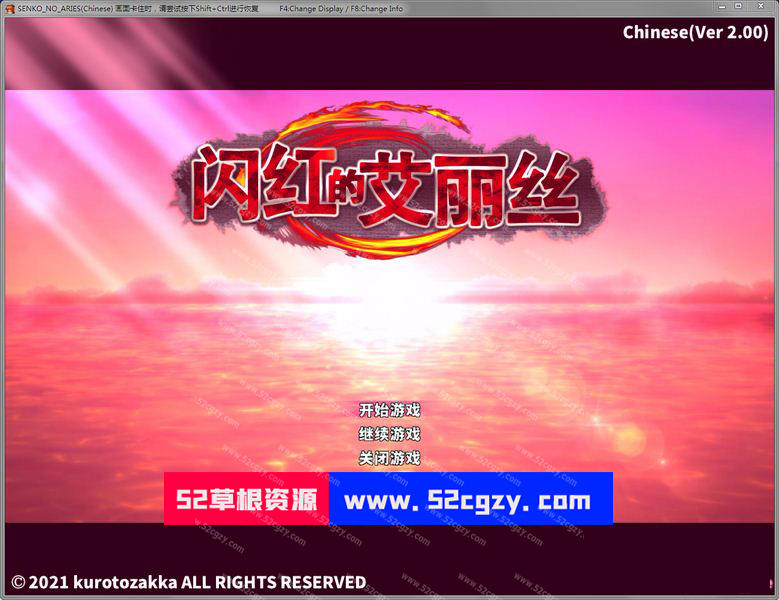 SENKO_NO_ARIES(Chinese) 画面卡住时，请尝试按下Shift+Ctrl进行恢复 F4:Change Display / F8:Change Info
Chinese(Ver 2.00)
闪红的艾丽丝
开始游戏
继续游戏
关闭游戏
52草根资源 www.52cgzy.com
© 2021 kurotozakka ALL RIGHTS RESERVED